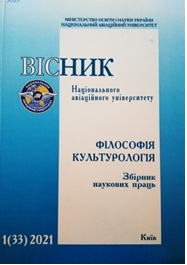 МІНІСТЕРСТВО ОСВІТИ І НАУКИ УКРАЇНИ
НАЦІОНАЛЬНИЙ АВІАЦІЙНИЙ УНІВЕРСИТЕТ
ВІСНИК
Національного
авіаційного університету
ФІЛОСОФІЯ
КУЛЬТУРОЛОГІЯ
Збірник
наукових праць
1(33) 2021
Київ